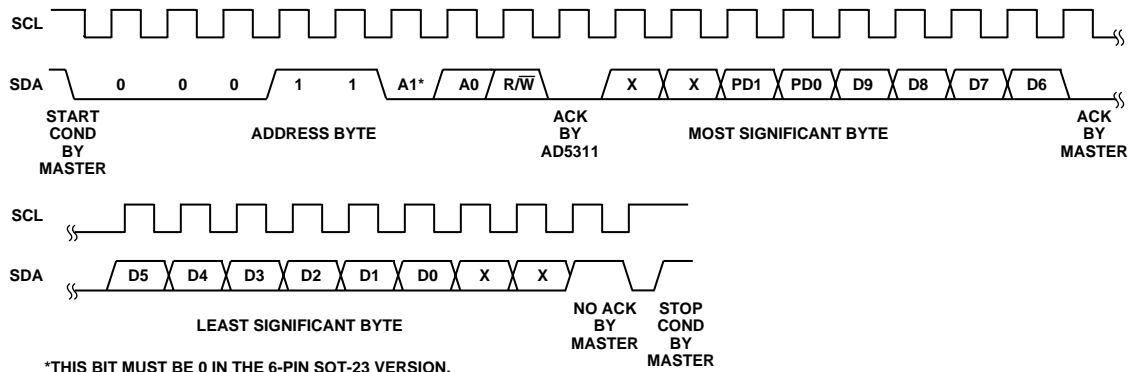 SCL
SDA 0 0 0 1 1 A1* A0 R/W̅ X X PD1 PD0 D9 D8 D7 D6
START COND BY MASTER
ADDRESS BYTE
ACK BY AD5311
MOST SIGNIFICANT BYTE
ACK BY MASTER
SCL
SDA D5 D4 D3 D2 D1 D0 X X
LEAST SIGNIFICANT BYTE
NO ACK BY MASTER
STOP COND BY MASTER
*THIS BIT MUST BE 0 IN THE 6-PIN SOT-23 VERSION.